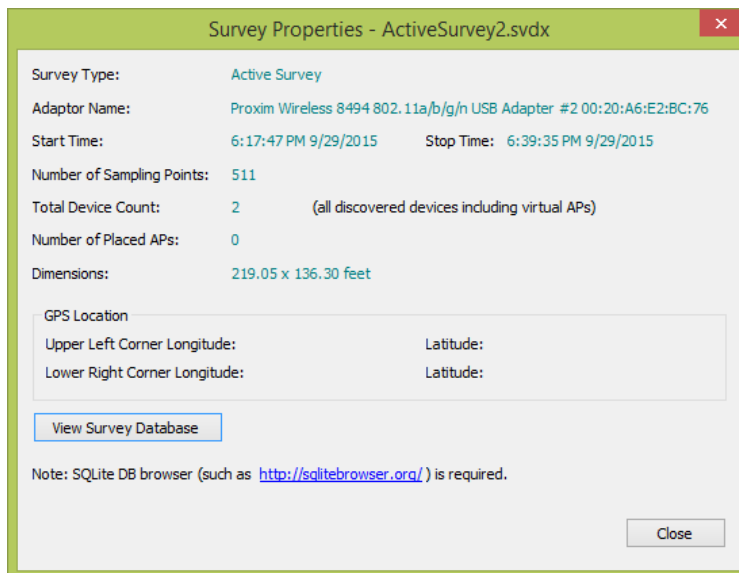 Survey Properties - ActiveSurvey2.svdx
Survey Type: Active Survey
Adaptor Name: Proxim Wireless 8494 802.11a/b/g/n USB Adapter #2 00:20:A6:E2:BC:76
Start Time: 6:17:47 PM 9/29/2015 Stop Time: 6:39:35 PM 9/29/2015
Number of Sampling Points: 511
Total Device Count: 2 (all discovered devices including virtual APs)
Number of Placed APs: 0
Dimensions: 219.05 x 136.30 feet
GPS Location
Upper Left Corner Longitude: Latitude:
Lower Right Corner Longitude: Latitude:
View Survey Database
Note: SQLite DB browser (such as http://sqlitebrowser.org/ ) is required.
Close